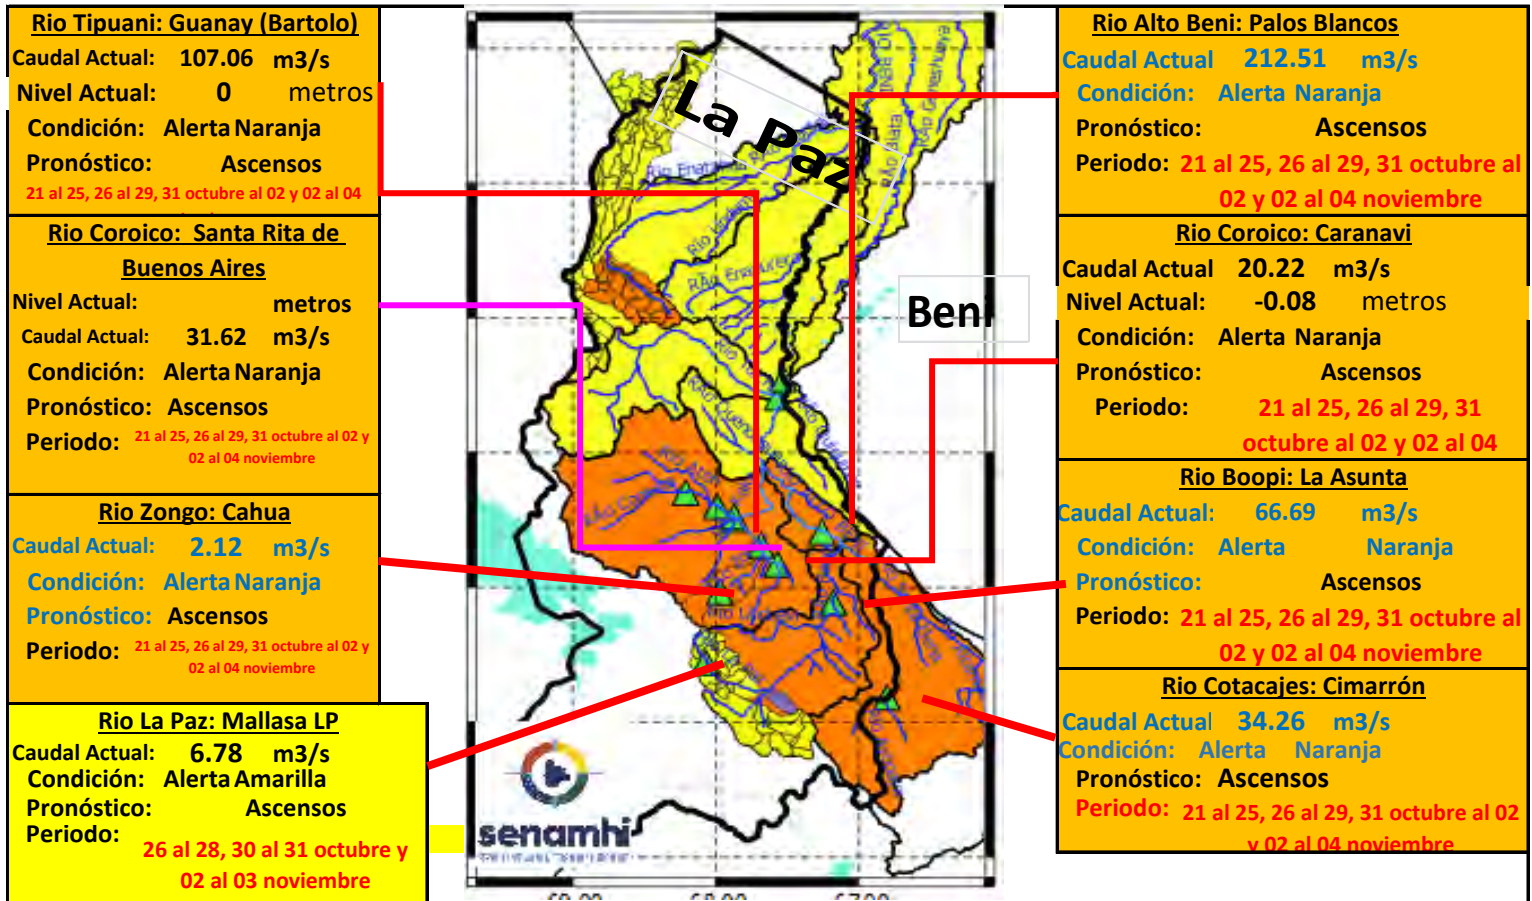 Rio Tipuani: Guanay (Bartolo)
Caudal Actual: 107.06 m3/s
Nivel Actual: 0 metros
Condición: Alerta Naranja
Pronóstico: Ascensos
21 al 25, 26 al 29, 31 octubre al 02 y 02 al 04
Rio Coroico: Santa Rita de
Buenos Aires
Nivel Actual: metros
Caudal Actual: 31.62 m3/s
Condición: Alerta Naranja
Pronóstico: Ascensos
Periodo: 21 al 25, 26 al 29, 31 octubre al 02 y
02 al 04 noviembre
Rio Zongo: Cahua
Caudal Actual: 2.12 m3/s
Condición: Alerta Naranja
Pronóstico: Ascensos
Periodo: 21 al 25, 26 al 29, 31 octubre al 02 y
02 al 04 noviembre
Rio La Paz: Mallasa LP
Caudal Actual: 6.78 m3/s
Condición: Alerta Amarilla
Pronóstico: Ascensos
Periodo:
26 al 28, 30 al 31 octubre y
02 al 03 noviembre
La Paz
Beni
senamhi
Rio Alto Beni: Palos Blancos
Caudal Actual 212.51 m3/s
Condición: Alerta Naranja
Pronóstico: Ascensos
Periodo: 21 al 25, 26 al 29, 31 octubre al
02 y 02 al 04 noviembre
Rio Coroico: Caranavi
Caudal Actual 20.22 m3/s
Nivel Actual: -0.08 metros
Condición: Alerta Naranja
Pronóstico: Ascensos
Periodo: 21 al 25, 26 al 29, 31
octubre al 02 y 02 al 04
Rio Boopi: La Asunta
Caudal Actual: 66.69 m3/s
Condición: Alerta Naranja
Pronóstico: Ascensos
Periodo: 21 al 25, 26 al 29, 31 octubre al
02 y 02 al 04 noviembre
Rio Cotacajes: Cimarrón
Caudal Actual 34.26 m3/s
Condición: Alerta Naranja
Pronóstico: Ascensos
Periodo: 21 al 25, 26 al 29, 31 octubre al 02
y 02 al 04 noviembre